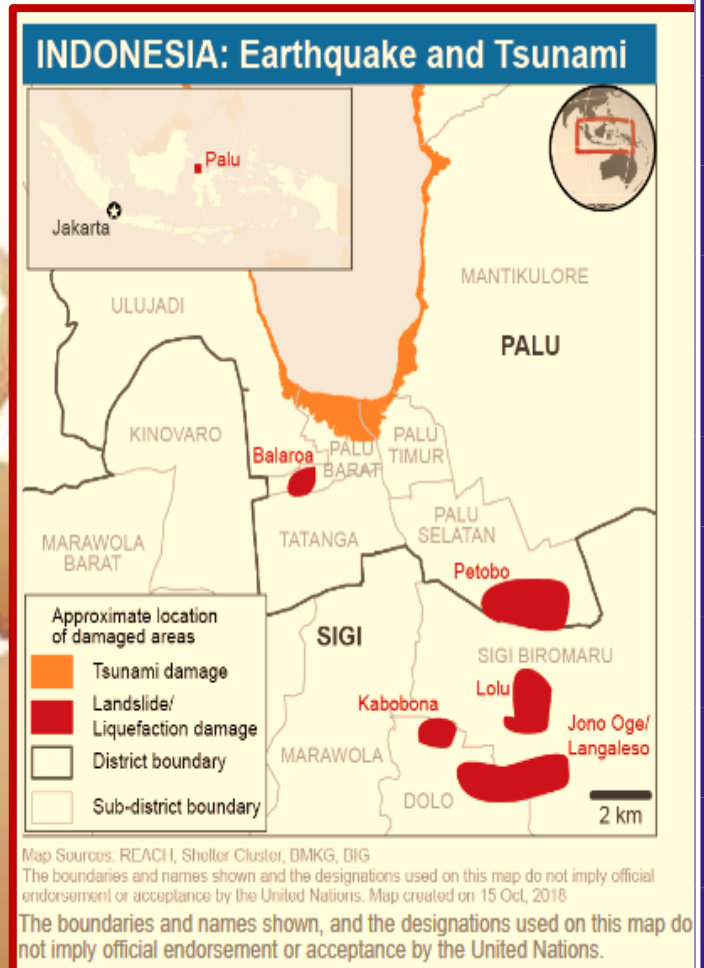 INDONESIA: Earthquake and Tsunami
Palu
Jakarta
MANTIKULORE
ULUJADI
PALU
KINOVARO
Balaroa
PALU
BARAT
PALU
TIMUR
MARAWOLA
BARAT
TATANGA
PALU
SELATAN
Petobo
Approximate location
of damaged areas
Tsunami damage
Landslide/
Liquefaction damage
District boundary
Sub-district boundary
SIGI
SIGI BIROMARU
Lolu
Kabobona
Jono Oge/
Langaleso
MARAWOLA
DOLO
2 km
Map Sources: REACH, Shelter Cluster, BMKG, BIG
The boundaries and names shown and the designations used on this map do not imply official
endorsement or acceptance by the United Nations. Map created on 15 Oct, 2018
The boundaries and names shown, and the designations used on this map do
not imply official endorsement or acceptance by the United Nations.